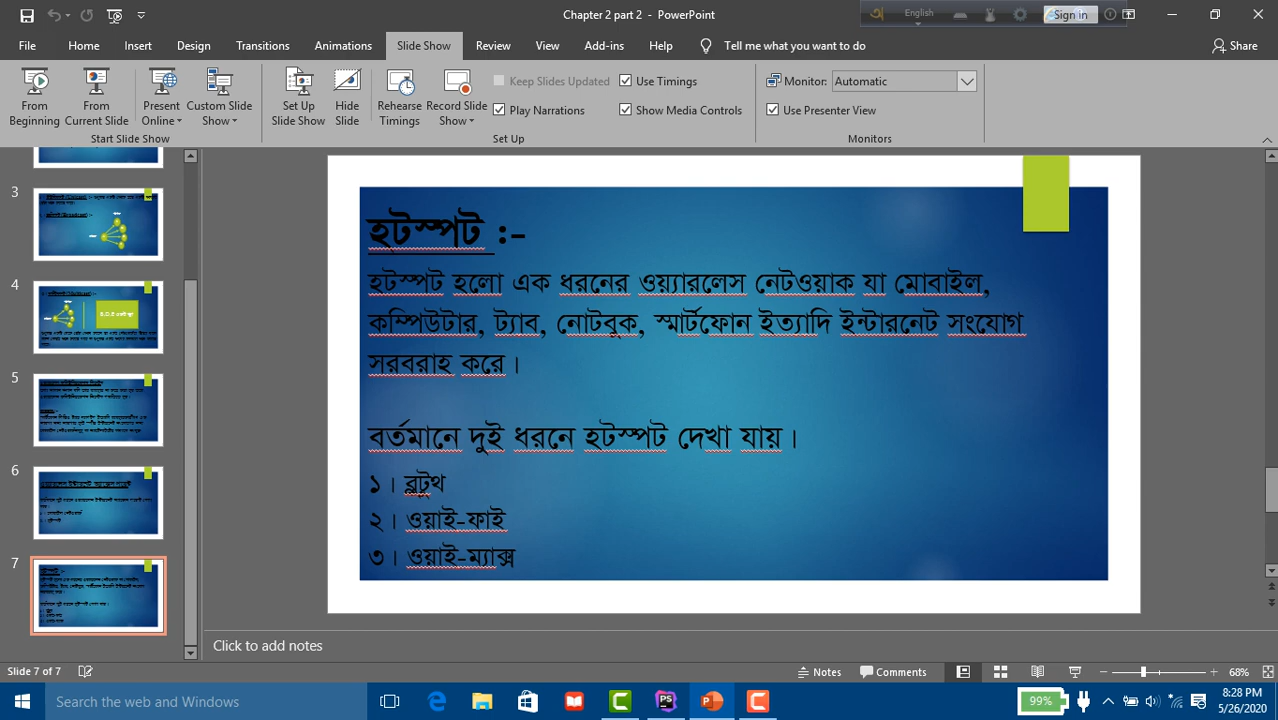 Chapter 2 part 2 - PowerPoint
English
Sign in
File Home Insert Design Transitions Animations Slide Show Review View Add-ins Help Tell me what you want to do Share
From Beginning
From Current Slide
Present Online
Custom Slide Show
Set Up Slide Show
Hide Slide
Rehearse Timings
Record Slide Show
Keep Slides Updated
Play Narrations
Use Timings
Show Media Controls
Monitor: Automatic
Use Presenter View
Start Slide Show
Set Up
Monitors
3
4
5
6
7
হটস্পট :-
হটস্পট হলো এক ধরনের ওয়্যারলেস নেটওয়াক যা মোবাইল,
কম্পিউটার, ট্যাব, নোটবুক, স্মার্টফোন ইত্যাদি ইন্টারনেট সংযোগ
সরবরাহ করে।
বর্তমানে দুই ধরনে হটস্পট দেখা যায়।
১। ব্লুটুথ
২। ওয়াই-ফাই
৩। ওয়াই-ম্যাক্স
Click to add notes
Slide 7 of 7
Notes
Comments
68%
Search the web and Windows
99%
8:28 PM
5/26/2020